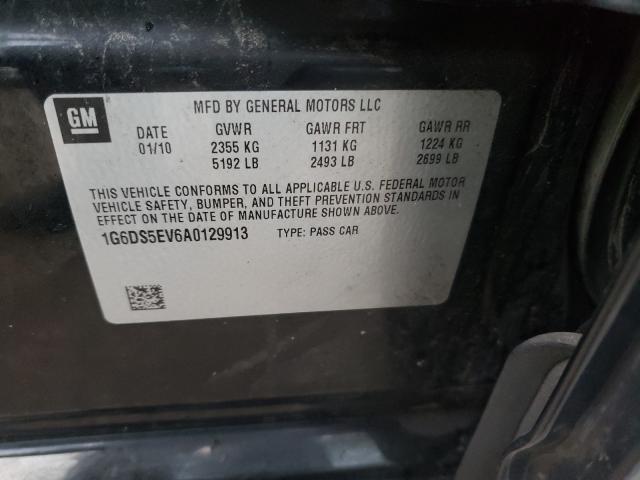 GM
MFD BY GENERAL MOTORS LLC
DATE GVWR GAWR FRT GAWR RR
01/10 2355 KG 1131 KG 1224 KG
5192 LB 2493 LB 2699 LB
THIS VEHICLE CONFORMS TO ALL APPLICABLE U.S. FEDERAL MOTOR
VEHICLE SAFETY, BUMPER, AND THEFT PREVENTION STANDARDS IN
EFFECT ON THE DATE OF MANUFACTURE SHOWN ABOVE.
1G6DS5EV6A0129913 TYPE: PASS CAR